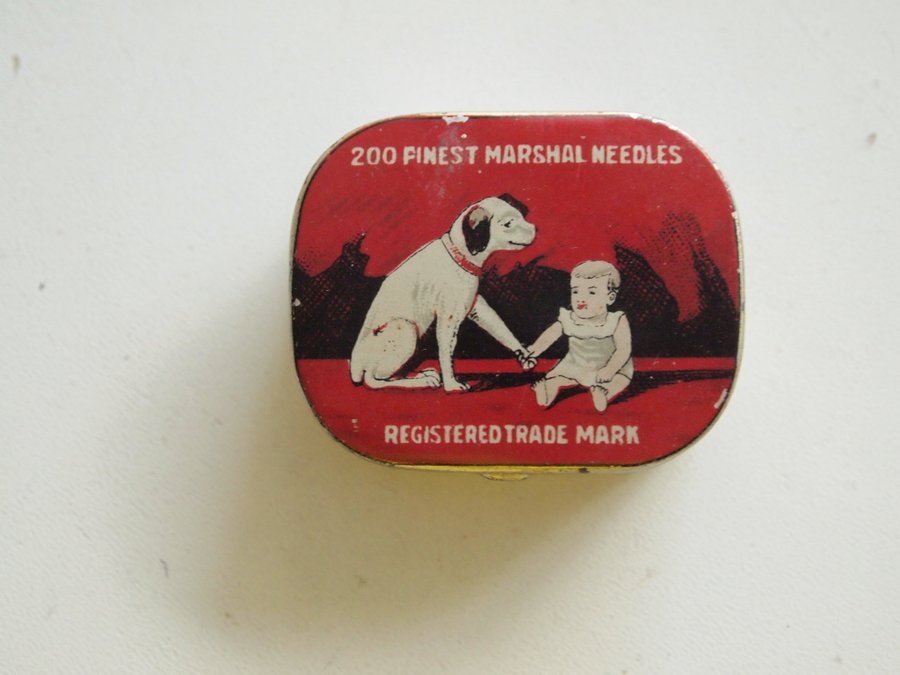 200 FINEST MARSHAL NEEDLES
REGISTERED TRADE MARK